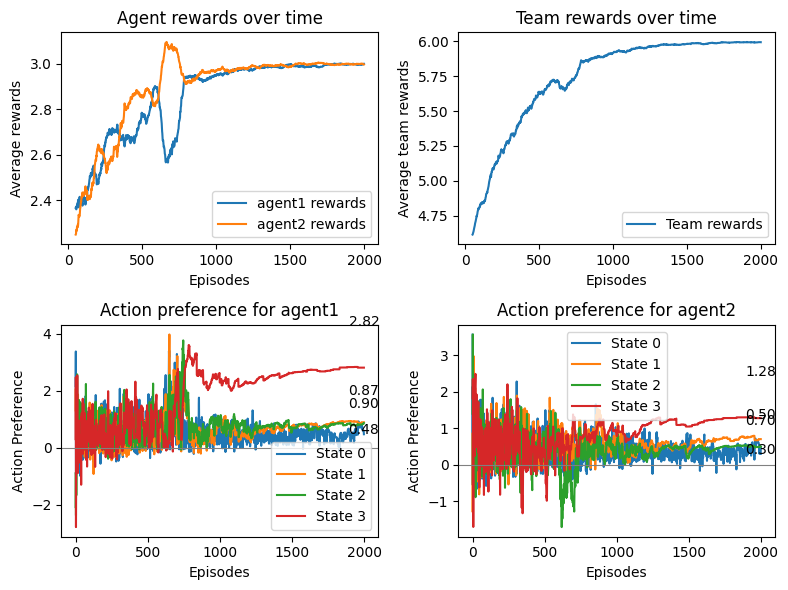 Agent rewards over time
Average rewards
3.0
2.8
2.6
2.4
agent1 rewards
agent2 rewards
0
500
1000
1500
2000
Episodes
Team rewards over time
Average team rewards
6.00
5.75
5.50
5.25
5.00
4.75
Team rewards
0
500
1000
1500
2000
Episodes
Action preference for agent1
Action Preference
4
2
0
−2
2.82
0.87
0.90
0.48
State 0
State 1
State 2
State 3
0
500
1000
1500
2000
Episodes
Action preference for agent2
Action Preference
3
2
1
0
−1
State 0
State 1
State 2
State 3
1.28
0.50
0.70
0.30
0
500
1000
1500
2000
Episodes